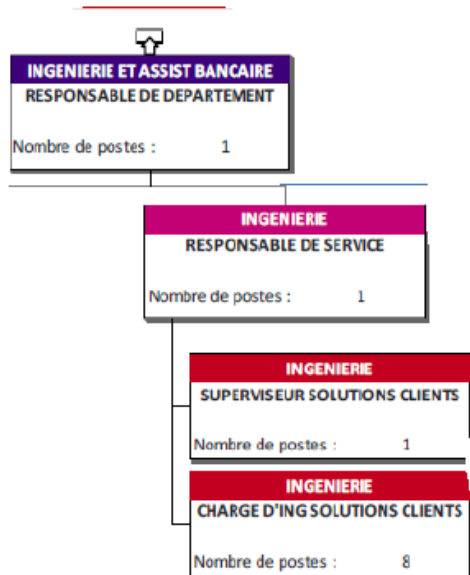 INGENIERIE ET ASSIST BANCAIRE
RESPONSABLE DE DEPARTEMENT
Nombre de postes : 1
INGENIERIE
RESPONSABLE DE SERVICE
Nombre de postes : 1
INGENIERIE
SUPERVISEUR SOLUTIONS CLIENTS
Nombre de postes : 1
INGENIERIE
CHARGE D'ING SOLUTIONS CLIENTS
Nombre de postes : 8